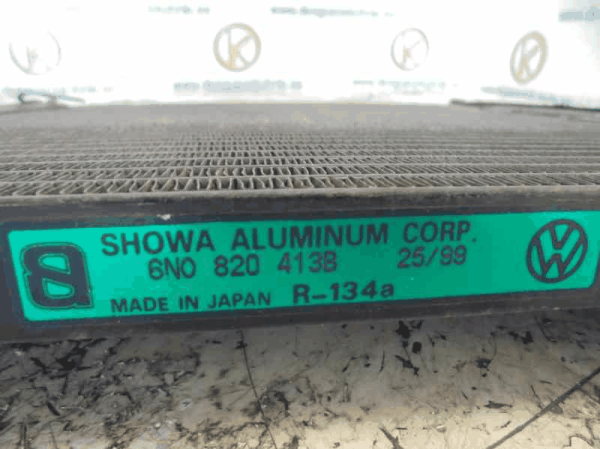 SHOWA ALUMINUM CORP.
6N0 820 413B 25/99
MADE IN JAPAN R-134a